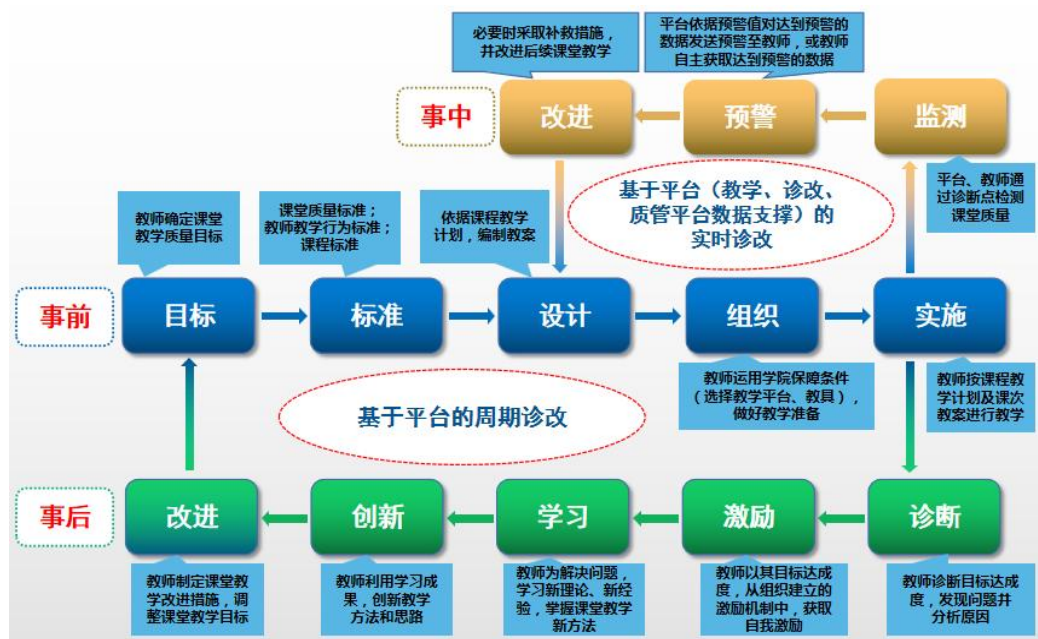 必要时采取补救措施，
并改进后续课堂教学
平台依据预警值对达到预警的
数据发送预警至教师，或教师
自主获取达到预警的数据
事中
改进
预警
监测
基于平台（教学、诊改、
质管平台数据支撑）的
实时诊改
平台、教师通
过诊断点检测
课堂质量
教师确定课堂
教学质量目标
课堂质量标准；
教师教学行为标准；
课程标准
依据课程教学
计划，编制教案
事前
目标
标准
设计
组织
实施
教师运用学院保障条件
（选择教学平台、教具），
做好教学准备
教师按课程教
学计划及课次
教案进行教学
基于平台的周期诊改
事后
改进
创新
学习
激励
诊断
教师制定课堂教
学改进措施，调
整课堂教学目标
教师利用学习成
果，创新教学
方法和思路
教师为解决问题，
学习新理论、新经
验，掌握课堂教学
新方法
教师以其目标达成
度，从组织建立的
激励机制中，获取
自我激励
教师诊断目标达成
度，发现问题并
分析原因